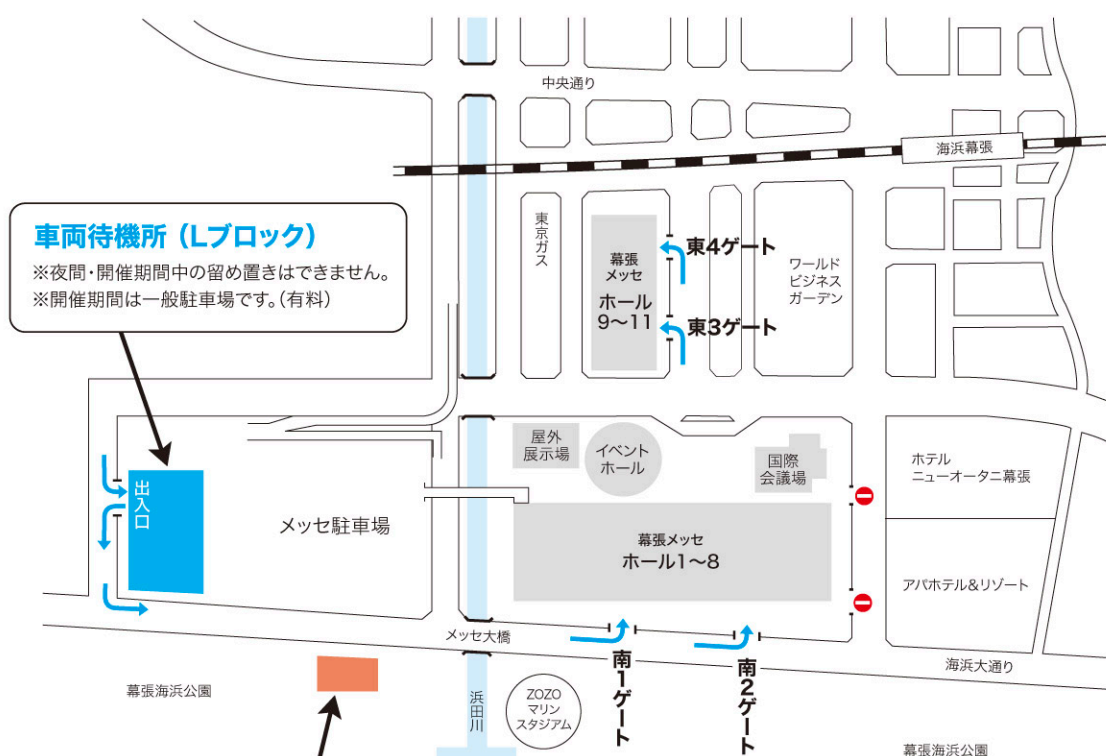 中央通り
海浜幕張
車両待機所（Lブロック）
※夜間・開催期間中の留め置きはできません。
※開催期間は一般駐車場です。（有料）
東京ガス
幕張
メッセ
ホール
9～11
東4ゲート
東3ゲート
ワールド
ビジネス
ガーデン
屋外
展示場
イベント
ホール
国際
会議場
ホテル
ニューオータニ幕張
出入口
メッセ駐車場
幕張メッセ
ホール1～8
アパホテル&リゾート
メッセ大橋
海浜大通り
南1ゲート
南2ゲート
幕張海浜公園
浜田川
ZOZO
マリン
スタジアム
幕張海浜公園